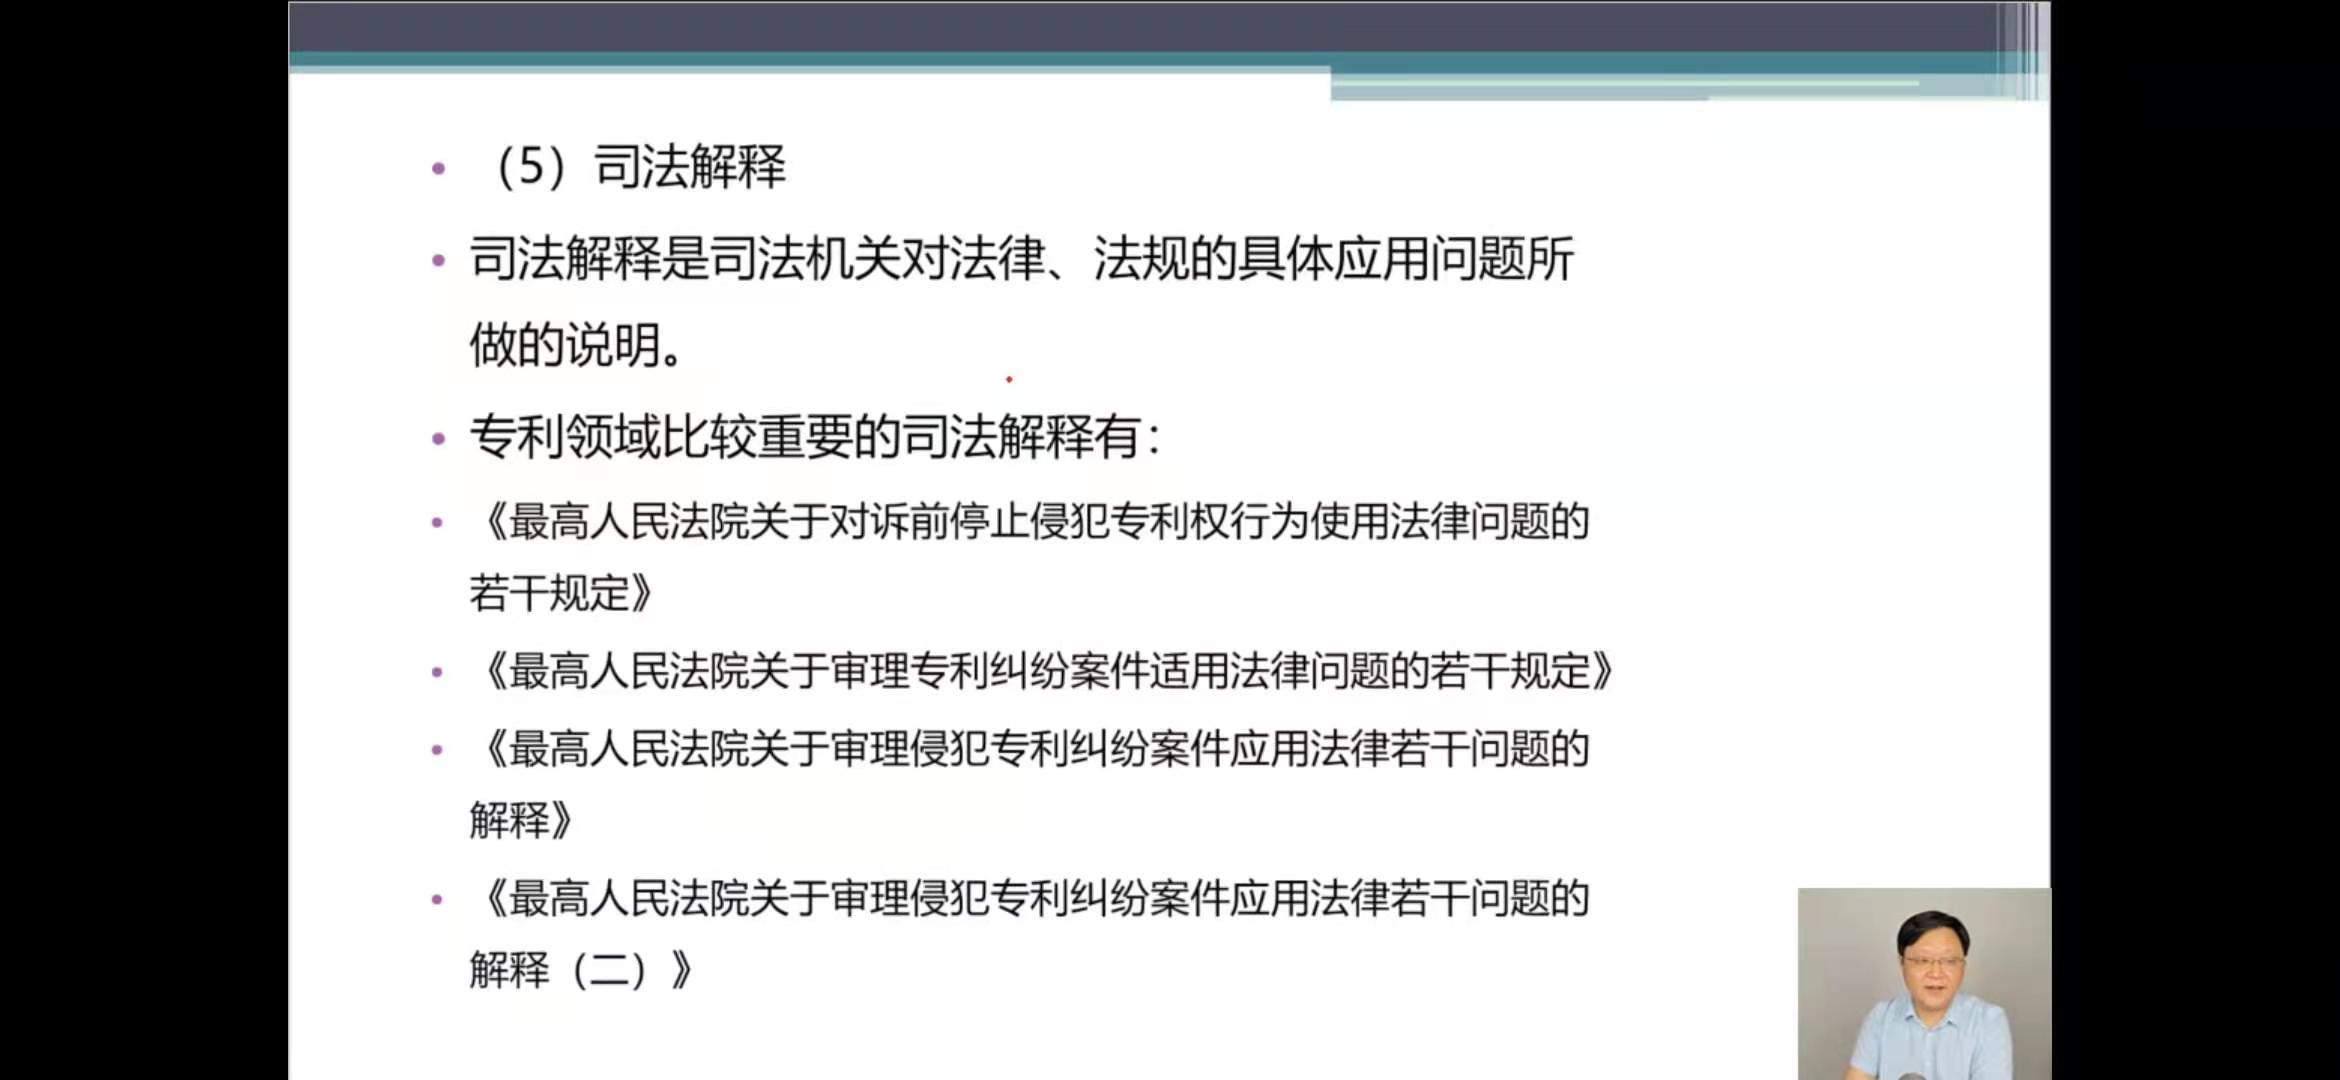 （5）司法解释
司法解释是司法机关对法律、法规的具体应用问题所
做的说明。
专利领域比较重要的司法解释有：
《最高人民法院关于对诉前停止侵犯专利权行为使用法律问题的
若干规定》
《最高人民法院关于审理专利纠纷案件适用法律问题的若干规定》
《最高人民法院关于审理侵犯专利纠纷案件应用法律若干问题的
解释》
《最高人民法院关于审理侵犯专利纠纷案件应用法律若干问题的
解释（二）》